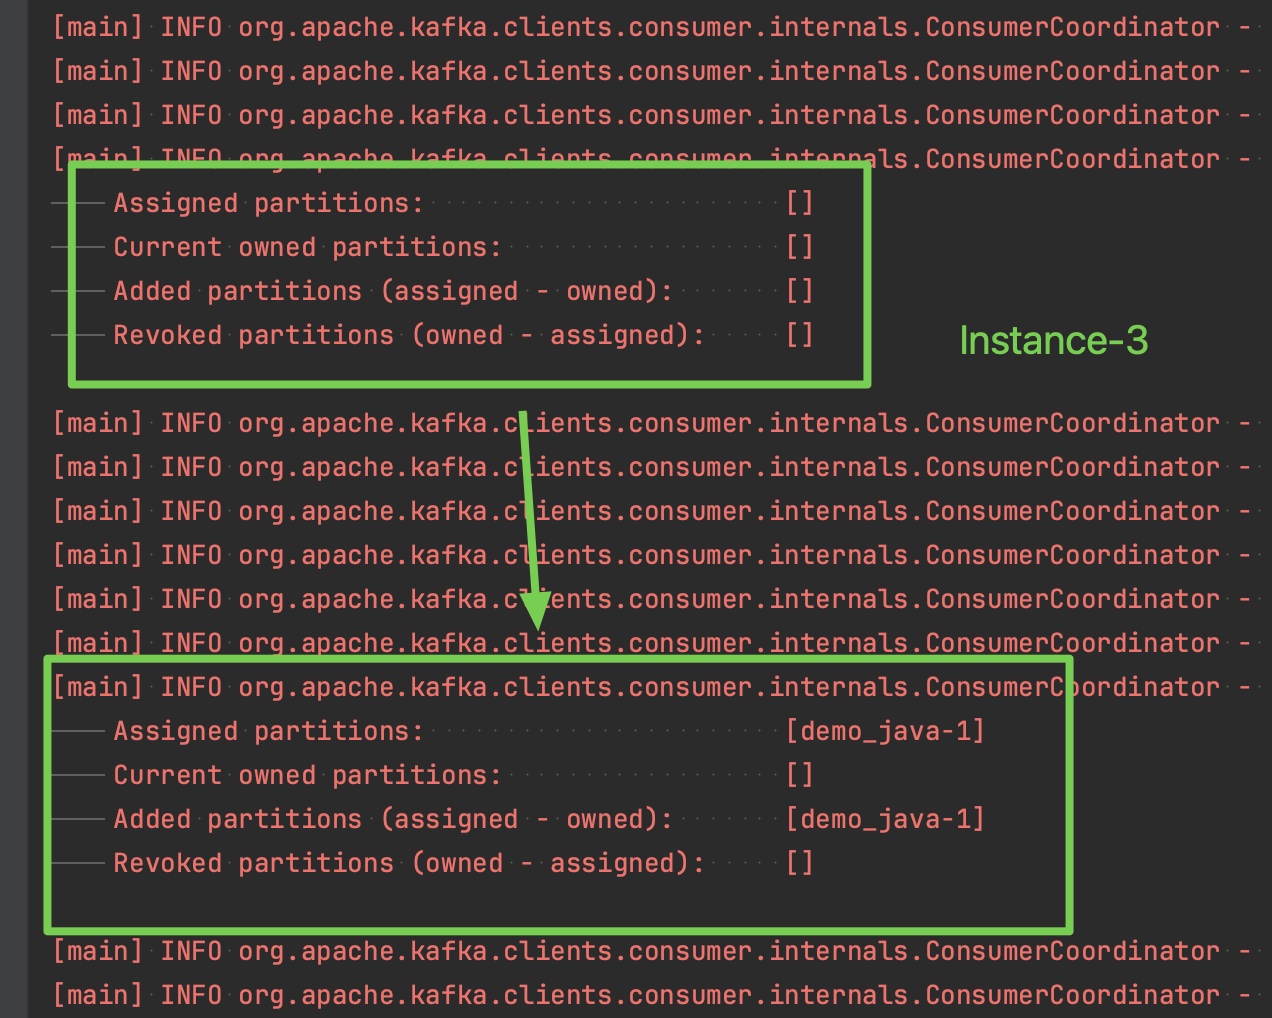 [main] INFO org.apache.kafka.clients.consumer.internals.ConsumerCoordinator -
[main] INFO org.apache.kafka.clients.consumer.internals.ConsumerCoordinator -
[main] INFO org.apache.kafka.clients.consumer.internals.ConsumerCoordinator -
[main] INFO org.apache.kafka.clients.consumer.internals.ConsumerCoordinator -
Assigned partitions: []
Current owned partitions: []
Added partitions (assigned - owned): []
Revoked partitions (owned - assigned): []
Instance-3
[main] INFO org.apache.kafka.clients.consumer.internals.ConsumerCoordinator -
[main] INFO org.apache.kafka.clients.consumer.internals.ConsumerCoordinator -
[main] INFO org.apache.kafka.clients.consumer.internals.ConsumerCoordinator -
[main] INFO org.apache.kafka.clients.consumer.internals.ConsumerCoordinator -
[main] INFO org.apache.kafka.clients.consumer.internals.ConsumerCoordinator -
[main] INFO org.apache.kafka.clients.consumer.internals.ConsumerCoordinator -
[main] INFO org.apache.kafka.clients.consumer.internals.ConsumerCoordinator -
Assigned partitions: [demo_java-1]
Current owned partitions: []
Added partitions (assigned - owned): [demo_java-1]
Revoked partitions (owned - assigned): []
[main] INFO org.apache.kafka.clients.consumer.internals.ConsumerCoordinator -
[main] INFO org.apache.kafka.clients.consumer.internals.ConsumerCoordinator -